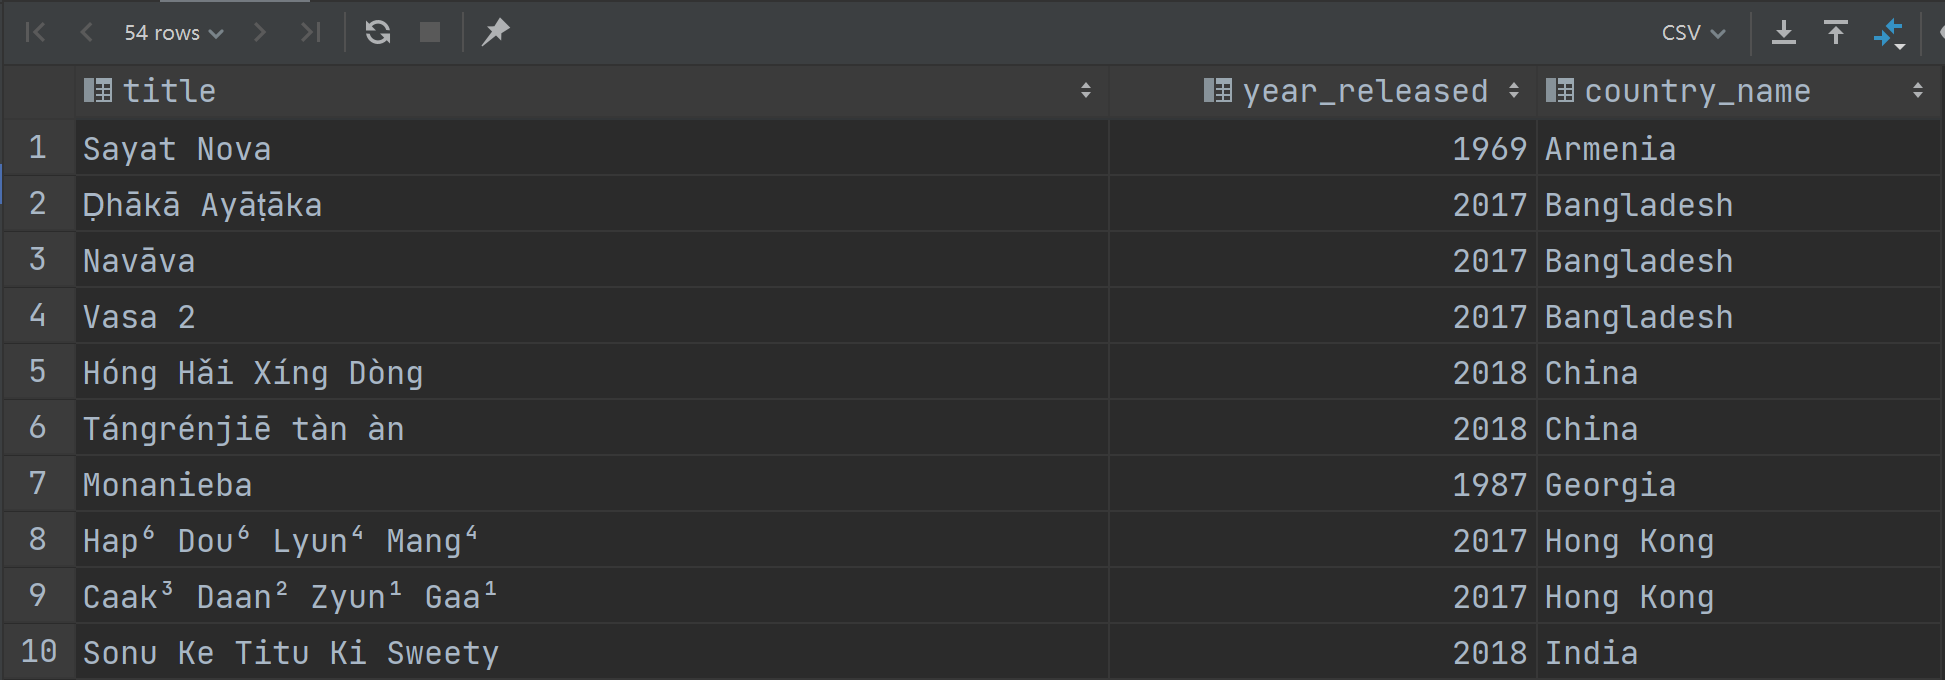 54 rows CSV
title year_released country_name
1 Sayat Nova 1969 Armenia
2 Ḍhākā Ayāṭāka 2017 Bangladesh
3 Navāva 2017 Bangladesh
4 Vasa 2 2017 Bangladesh
5 Hóng Hǎi Xíng Dòng 2018 China
6 Tángrénjiē tàn àn 2018 China
7 Monanieba 1987 Georgia
8 Hap⁶ Dou⁶ Lyun⁴ Mang⁴ 2017 Hong Kong
9 Caak³ Daan² Zyun¹ Gaa¹ 2017 Hong Kong
10 Sonu Ke Titu Ki Sweety 2018 India